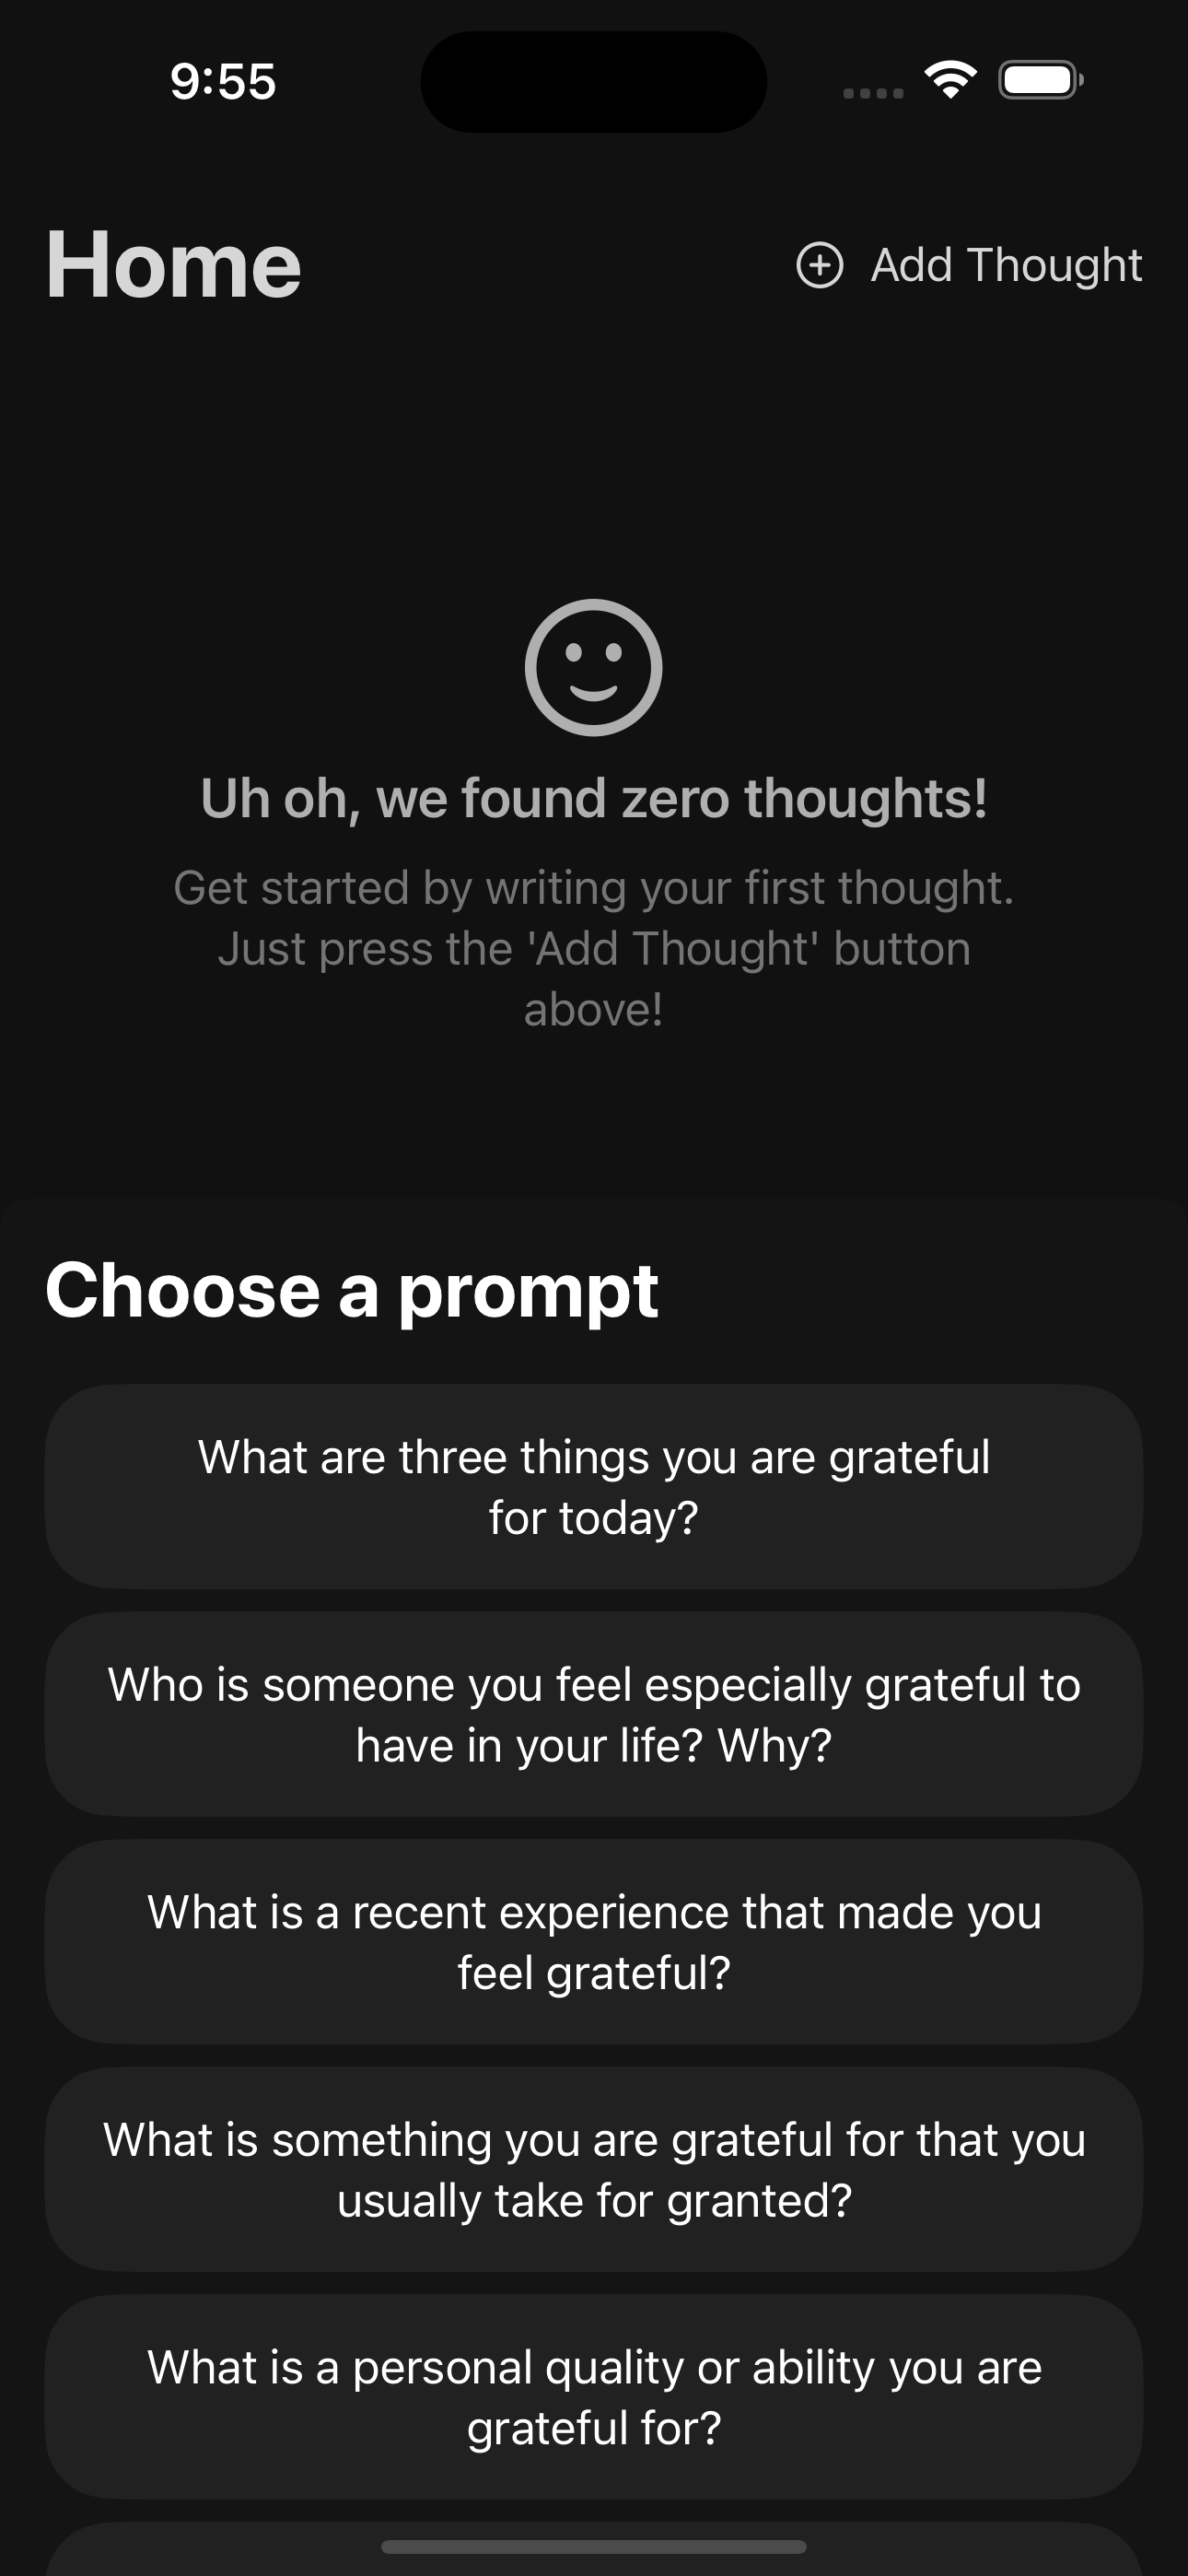 9:55
Home
Add Thought
Uh oh, we found zero thoughts!
Get started by writing your first thought.
Just press the 'Add Thought' button
above!
Choose a prompt
What are three things you are grateful
for today?
Who is someone you feel especially grateful to
have in your life? Why?
What is a recent experience that made you
feel grateful?
What is something you are grateful for that you
usually take for granted?
What is a personal quality or ability you are
grateful for?